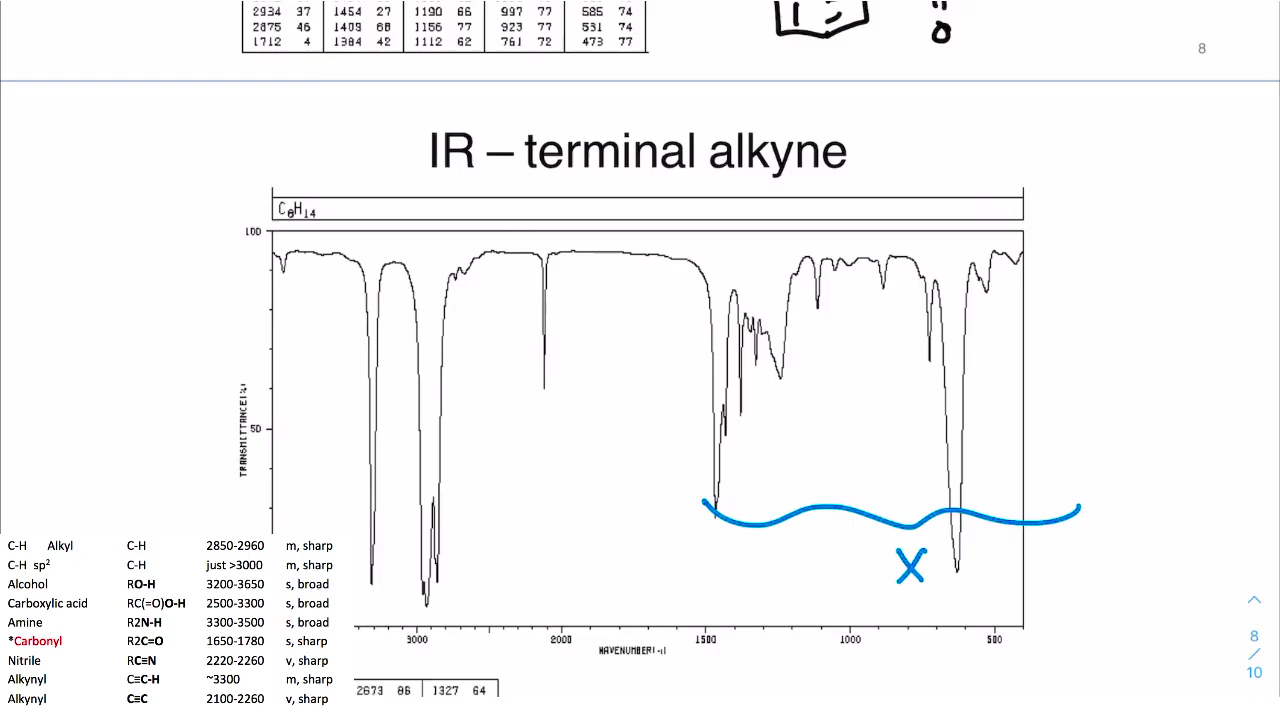 2934 37 1454 27 1190 66 997 77 585 74
2875 46 1409 68 1156 77 923 77 531 74
1712 4 1384 42 1112 62 761 72 473 77
O
8
IR – terminal alkyne
C8H14
100
50
TRANSMITTANCE(%)
3000 2000 1500 1000 500
X
C-H Alkyl C-H 2850-2960 m, sharp
C-H sp² C-H just >3000 m, sharp
Alcohol RO-H 3200-3650 s, broad
Carboxylic acid RC(=O)O-H 2500-3300 s, broad
Amine R2N-H 3300-3500 s, broad
*Carbonyl R2C=O 1650-1780 s, sharp
Nitrile RC≡N 2220-2260 v, sharp
Alkynyl C≡C-H ~3300 m, sharp
Alkynyl C≡C 2100-2260 v, sharp
2673 86 1327 64
8
/
10